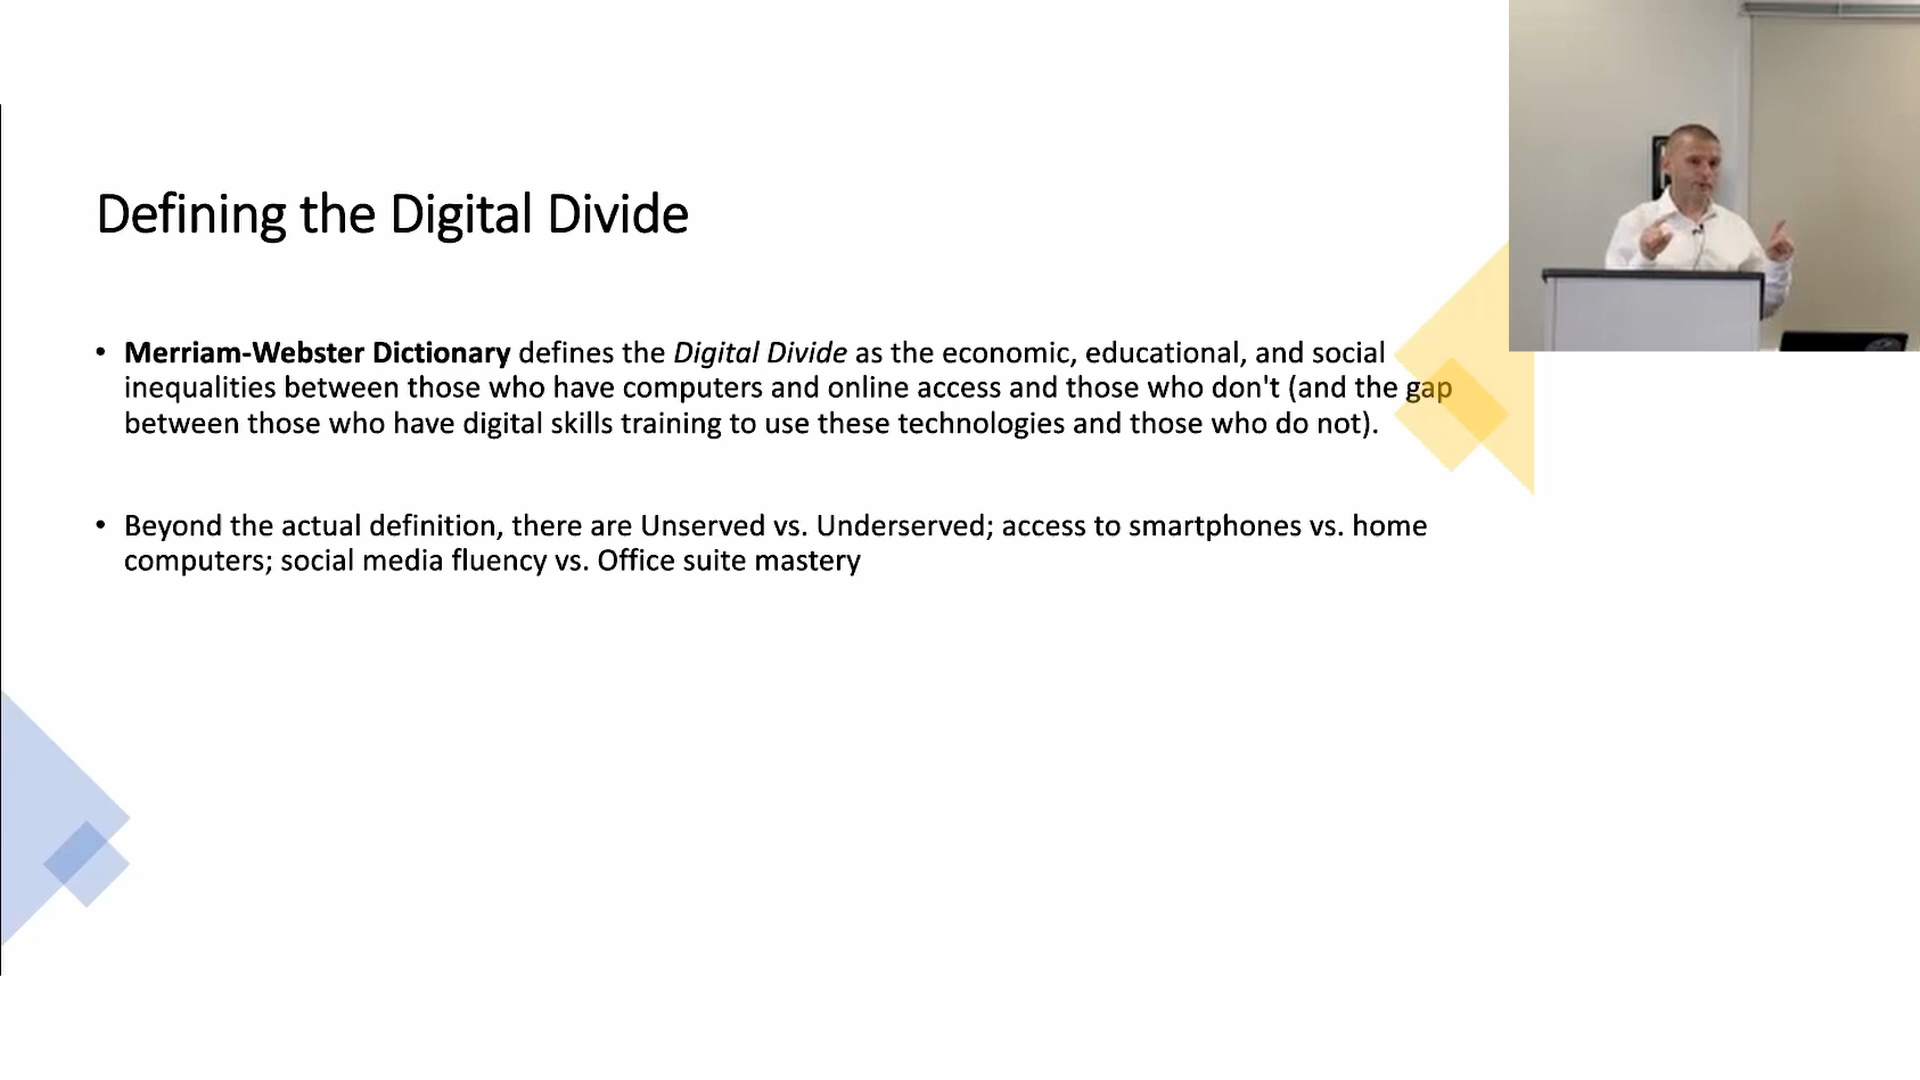 Defining the Digital Divide
• Merriam-Webster Dictionary defines the Digital Divide as the economic, educational, and social
inequalities between those who have computers and online access and those who don't (and the gap
between those who have digital skills training to use these technologies and those who do not).
• Beyond the actual definition, there are Unserved vs. Underserved; access to smartphones vs. home
computers; social media fluency vs. Office suite mastery